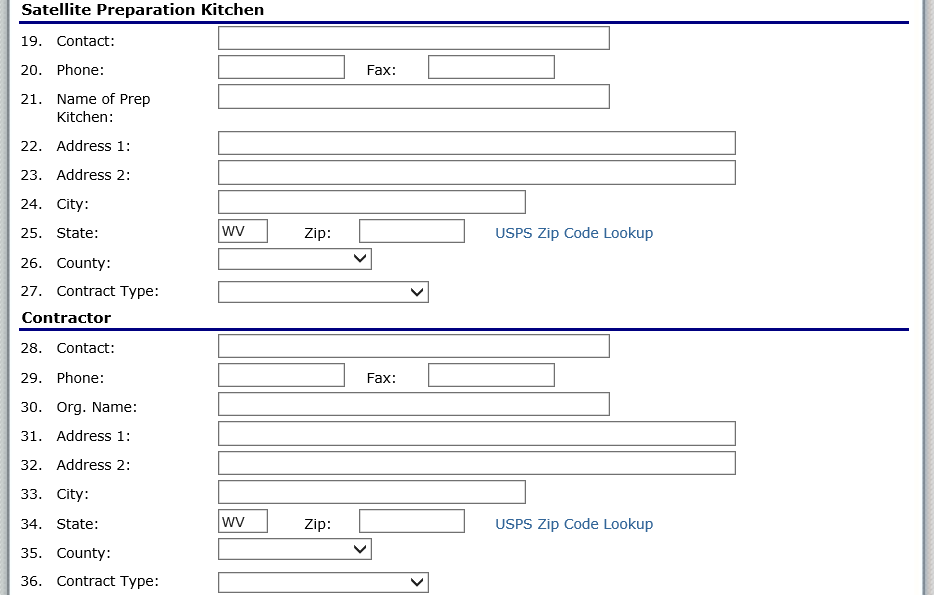 Satellite Preparation Kitchen
19. Contact:
20. Phone: Fax:
21. Name of Prep
Kitchen:
22. Address 1:
23. Address 2:
24. City:
25. State: WV Zip: USPS Zip Code Lookup
26. County:
27. Contract Type:
Contractor
28. Contact:
29. Phone: Fax:
30. Org. Name:
31. Address 1:
32. Address 2:
33. City:
34. State: WV Zip: USPS Zip Code Lookup
35. County:
36. Contract Type: